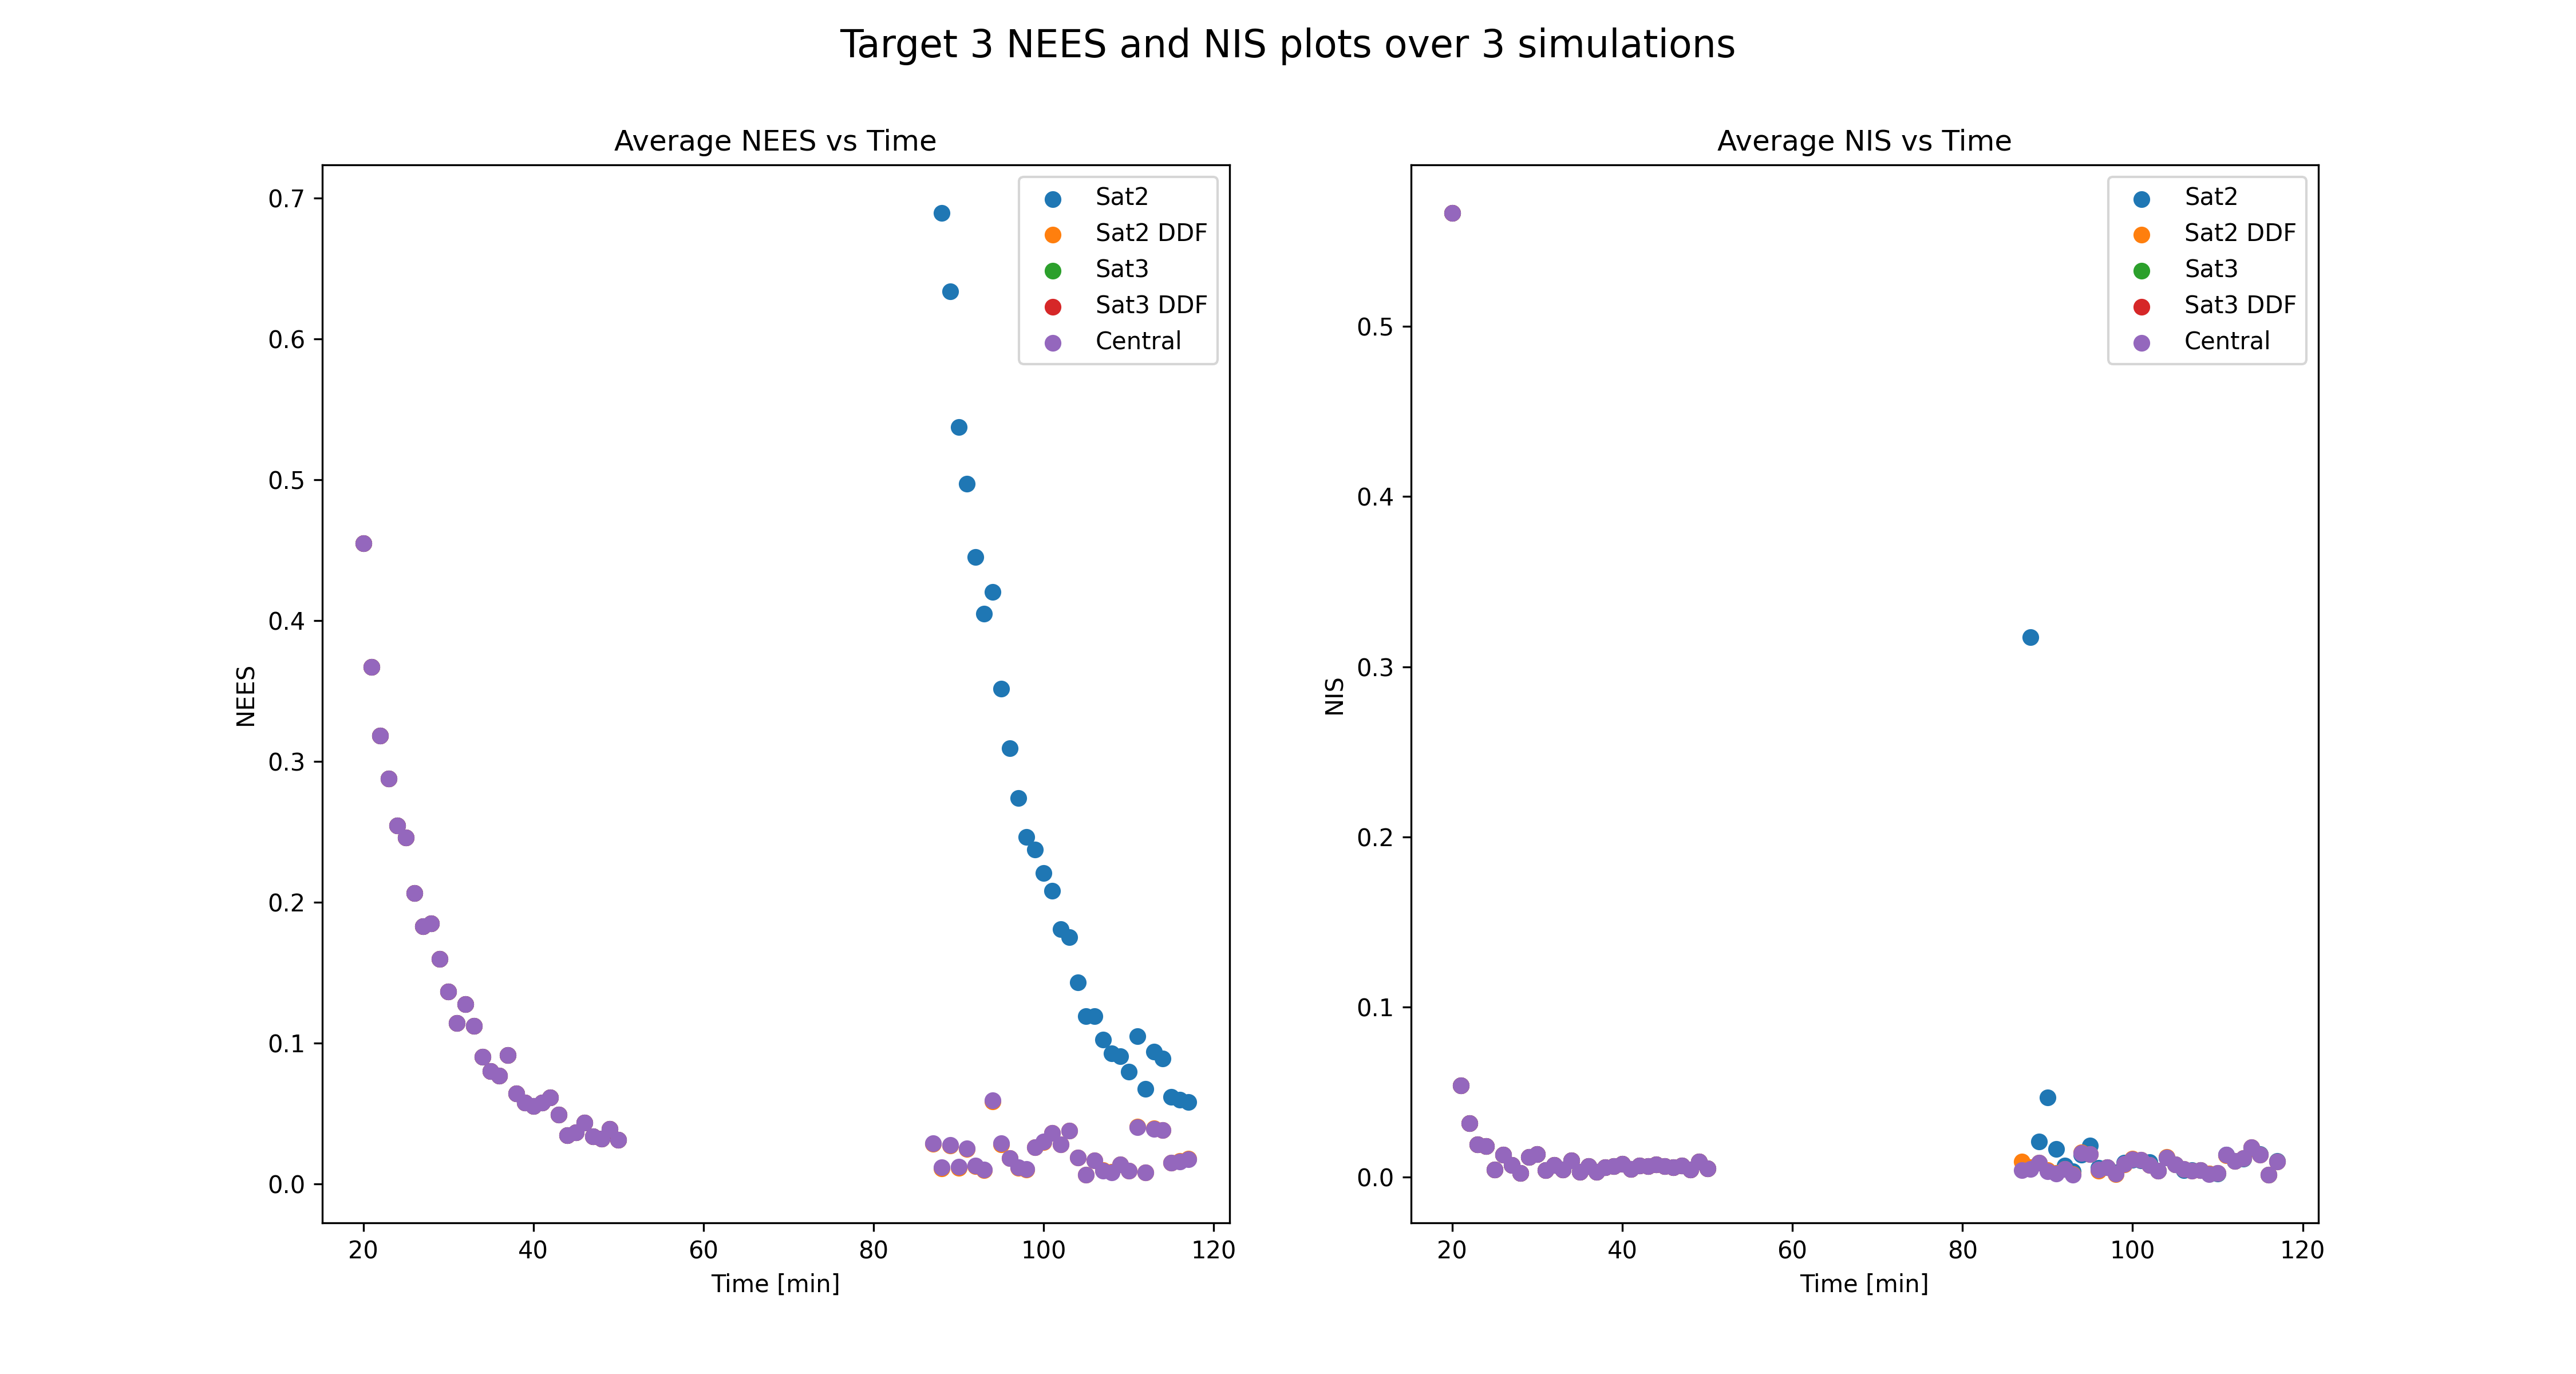 Target 3 NEES and NIS plots over 3 simulations
Average NEES vs Time
NEES
0.7
0.6
0.5
0.4
0.3
0.2
0.1
0.0
20
40
60
80
100
120
Time [min]
Sat2
Sat2 DDF
Sat3
Sat3 DDF
Central
Average NIS vs Time
NIS
0.5
0.4
0.3
0.2
0.1
0.0
20
40
60
80
100
120
Time [min]
Sat2
Sat2 DDF
Sat3
Sat3 DDF
Central